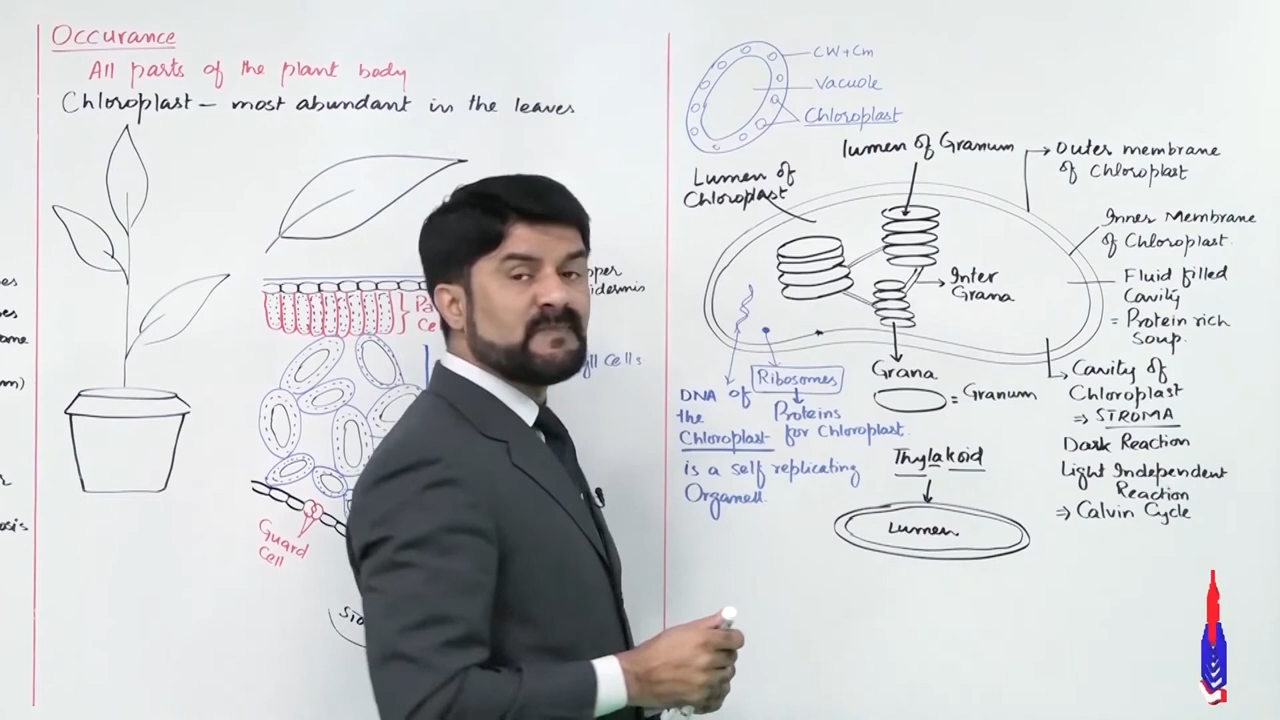 Occurance
All parts of the plant body
Chloroplast – most abundant in the leaves
Guard
Cell
CW+Cm
Vacuole
Chloroplast
lumen of Granum
Lumen of
Chloroplast
Outer membrane
of Chloroplast
Inner Membrane
of Chloroplast.
Fluid filled
Cavity
= Protein rich
Soup.
Inter
Grana
Grana
= Granum
Ribosomes
Proteins
for Chloroplast.
DNA of
the
Chloroplast
is a self replicating
Organell.
Cavity of
Chloroplast
⇒ STROMA
Dark Reaction
Light Independent
Reaction
⇒ Calvin Cycle
Thylakoid
Lumen